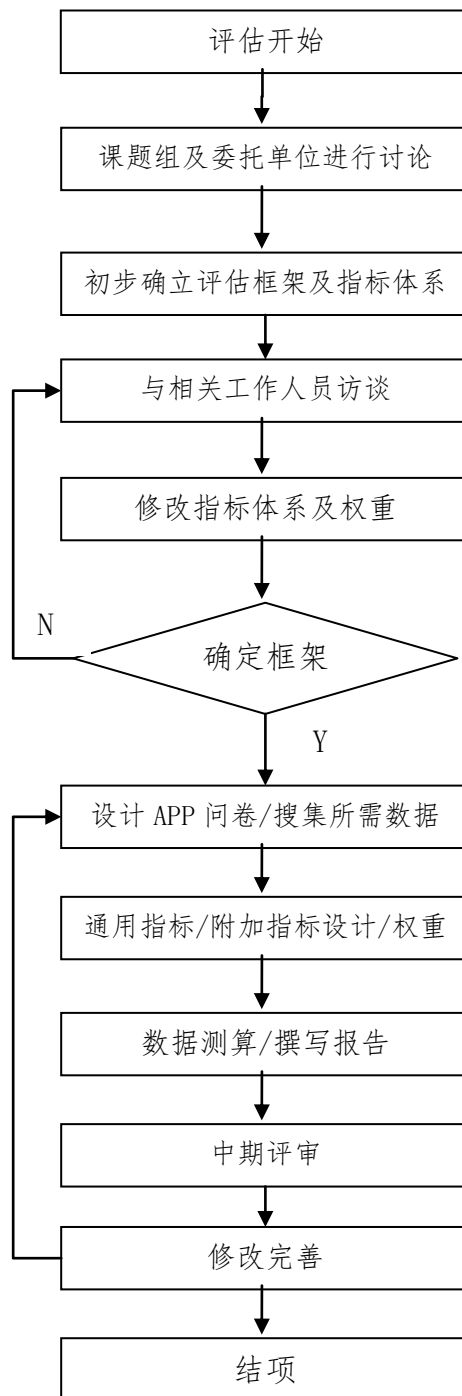 评估开始
课题组及委托单位进行讨论
初步确立评估框架及指标体系
与相关工作人员访谈
修改指标体系及权重
N
确定框架
Y
设计 APP 问卷/搜集所需数据
通用指标/附加指标设计/权重
数据测算/撰写报告
中期评审
修改完善
结项